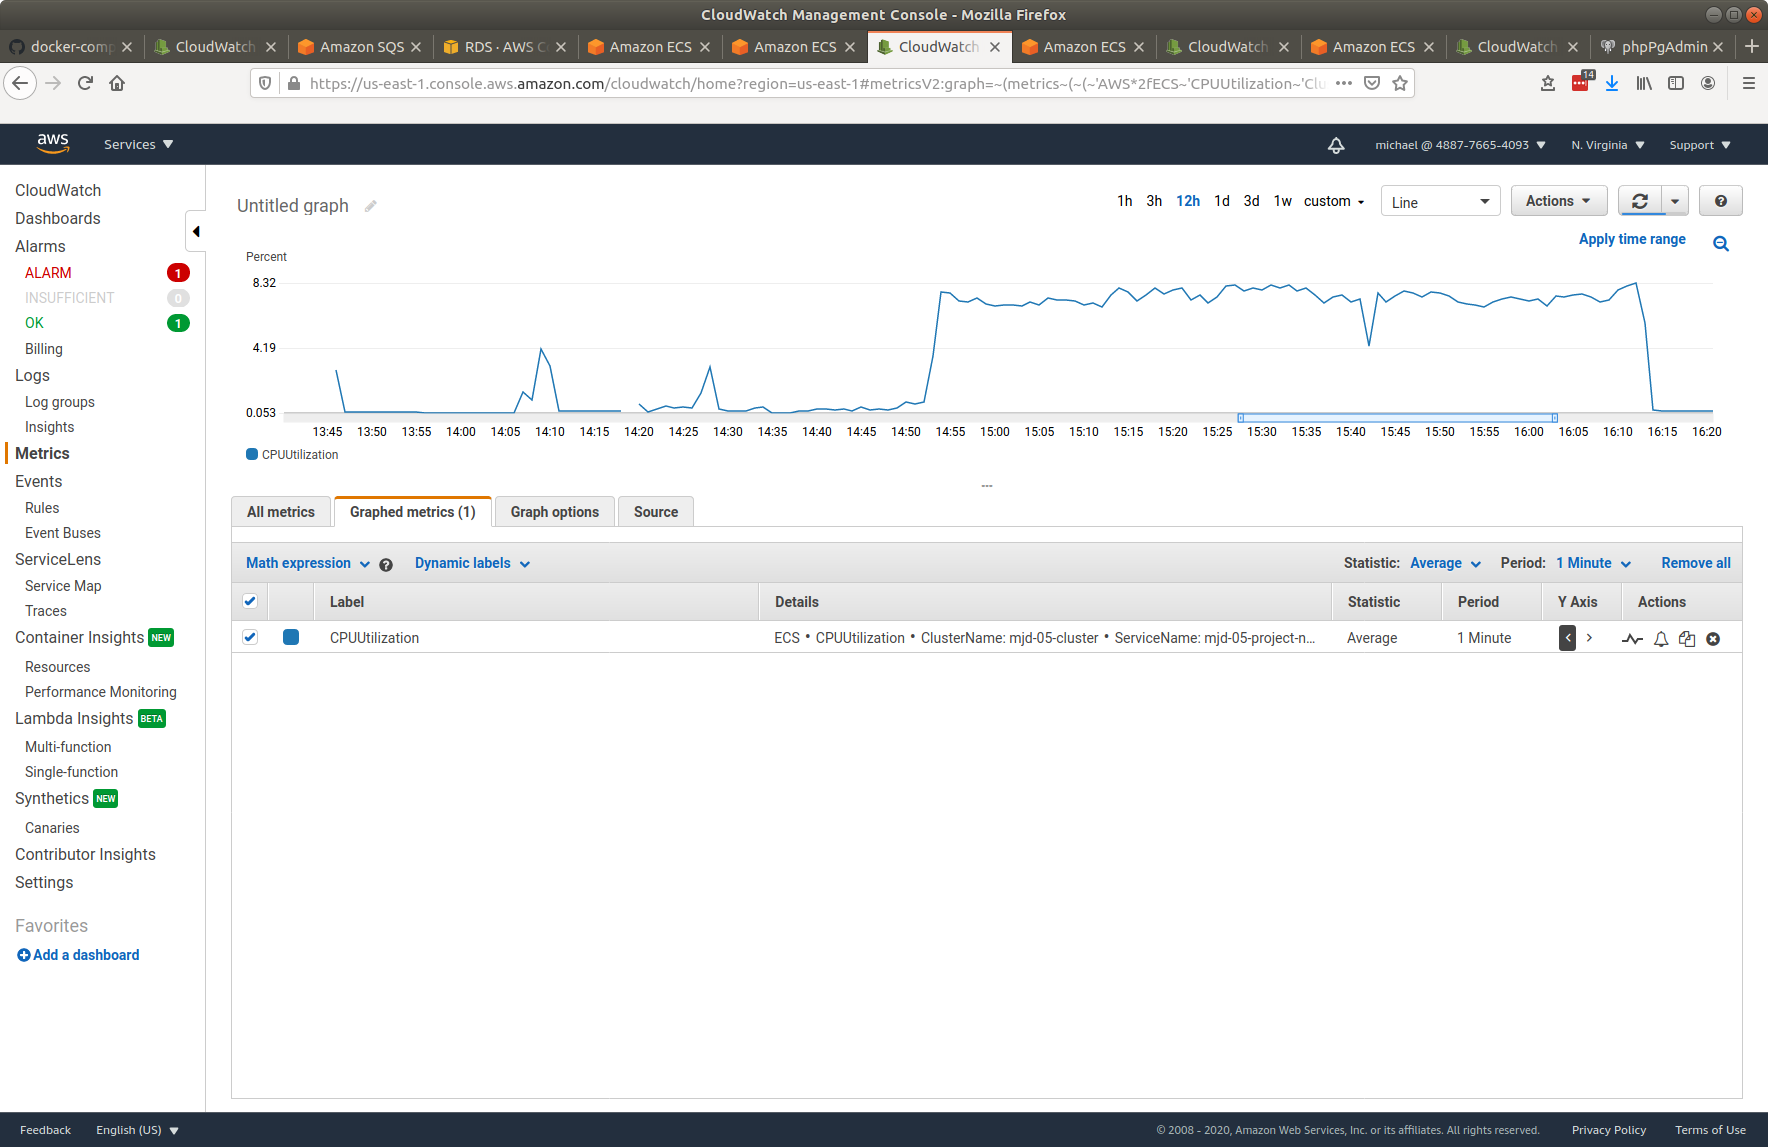 CloudWatch Management Console - Mozilla Firefox
docker-comp
CloudWatch
Amazon SQS
RDS · AWS C
Amazon ECS
Amazon ECS
CloudWatch
Amazon ECS
CloudWatch
Amazon ECS
CloudWatch
phpPgAdmin
https://us-east-1.console.aws.amazon.com/cloudwatch/home?region=us-east-1#metricsV2:graph=~(metrics~(~(~'AWS*2fECS~'CPUUtilization~'Clu
14
aws
Services
michael @ 4887-7665-4093
N. Virginia
Support
CloudWatch
Dashboards
Alarms
ALARM 1
INSUFFICIENT 0
OK 1
Billing
Logs
Log groups
Insights
Metrics
Events
Rules
Event Buses
ServiceLens
Service Map
Traces
Container Insights NEW
Resources
Performance Monitoring
Lambda Insights BETA
Multi-function
Single-function
Synthetics NEW
Canaries
Contributor Insights
Settings
Favorites
Add a dashboard
Untitled graph
1h 3h 12h 1d 3d 1w custom
Line
Actions
?
Apply time range
Percent
8.32
4.19
0.053
13:45 13:50 13:55 14:00 14:05 14:10 14:15 14:20 14:25 14:30 14:35 14:40 14:45 14:50 14:55 15:00 15:05 15:10 15:15 15:20 15:25 15:30 15:35 15:40 15:45 15:50 15:55 16:00 16:05 16:10 16:15 16:20
CPUUtilization
All metrics
Graphed metrics (1)
Graph options
Source
Math expression ?
Dynamic labels
Statistic: Average
Period: 1 Minute
Remove all
Label Details Statistic Period Y Axis Actions
CPUUtilization ECS • CPUUtilization • ClusterName: mjd-05-cluster • ServiceName: mjd-05-project-n... Average 1 Minute < >
Feedback
English (US)
© 2008 - 2020, Amazon Web Services, Inc. or its affiliates. All rights reserved.
Privacy Policy
Terms of Use